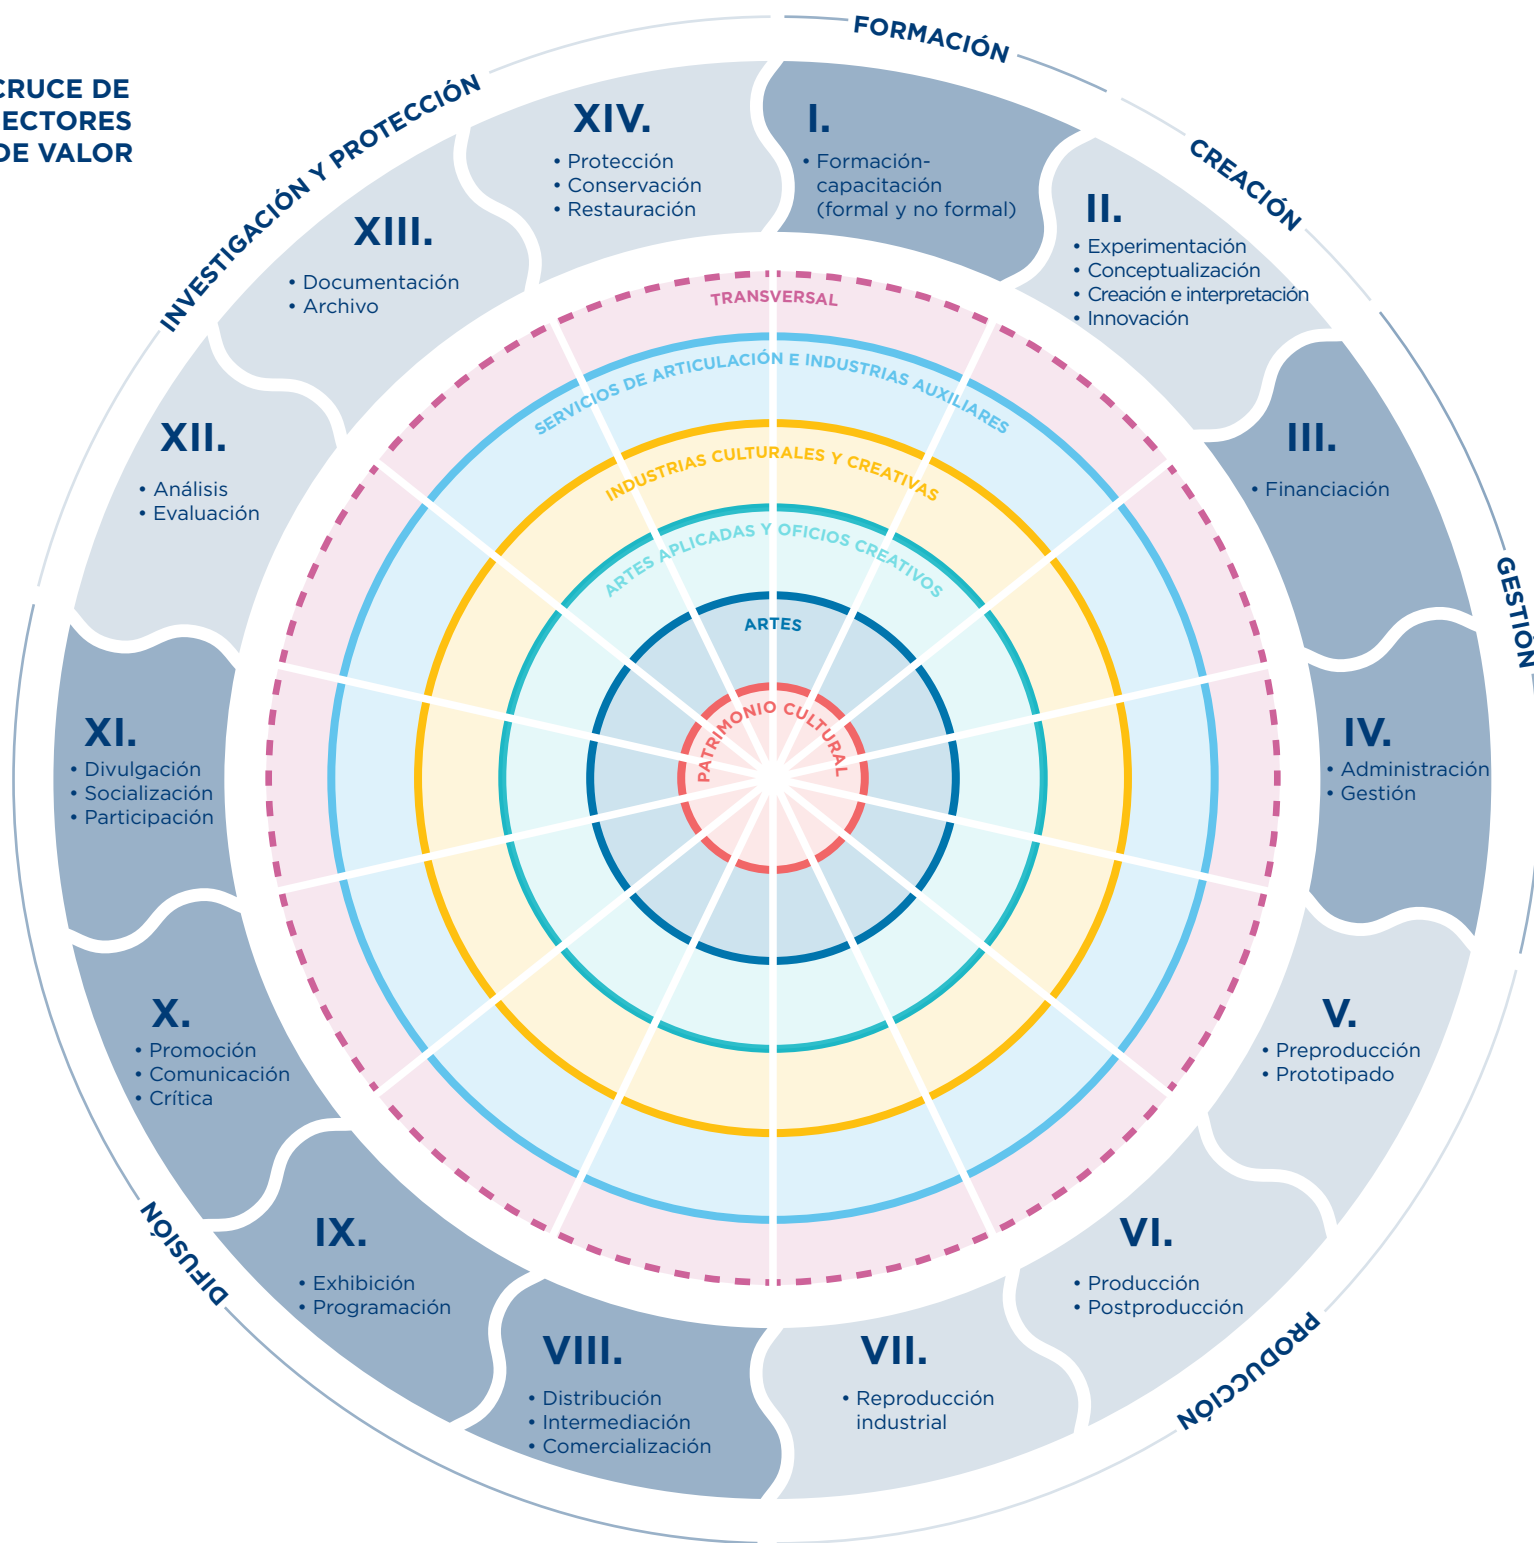 CRUCE DE
ECTORES
DE VALOR
FORMACIÓN
CREACIÓN
GESTIÓN
PRODUCCIÓN
DIFUSIÓN
INVESTIGACIÓN Y PROTECCIÓN
I.
• Formación-
capacitación
(formal y no formal)
II.
• Experimentación
• Conceptualización
• Creación e interpretación
• Innovación
III.
• Financiación
IV.
• Administración
• Gestión
V.
• Preproducción
• Prototipado
VI.
• Producción
• Postproducción
VII.
• Reproducción
industrial
VIII.
• Distribución
• Intermediación
• Comercialización
IX.
• Exhibición
• Programación
X.
• Promoción
• Comunicación
• Crítica
XI.
• Divulgación
• Socialización
• Participación
XII.
• Análisis
• Evaluación
XIII.
• Documentación
• Archivo
XIV.
• Protección
• Conservación
• Restauración
TRANSVERSAL
SERVICIOS DE ARTICULACIÓN E INDUSTRIAS AUXILIARES
INDUSTRIAS CULTURALES Y CREATIVAS
ARTES APLICADAS Y OFICIOS CREATIVOS
ARTES
PATRIMONIO CULTURAL